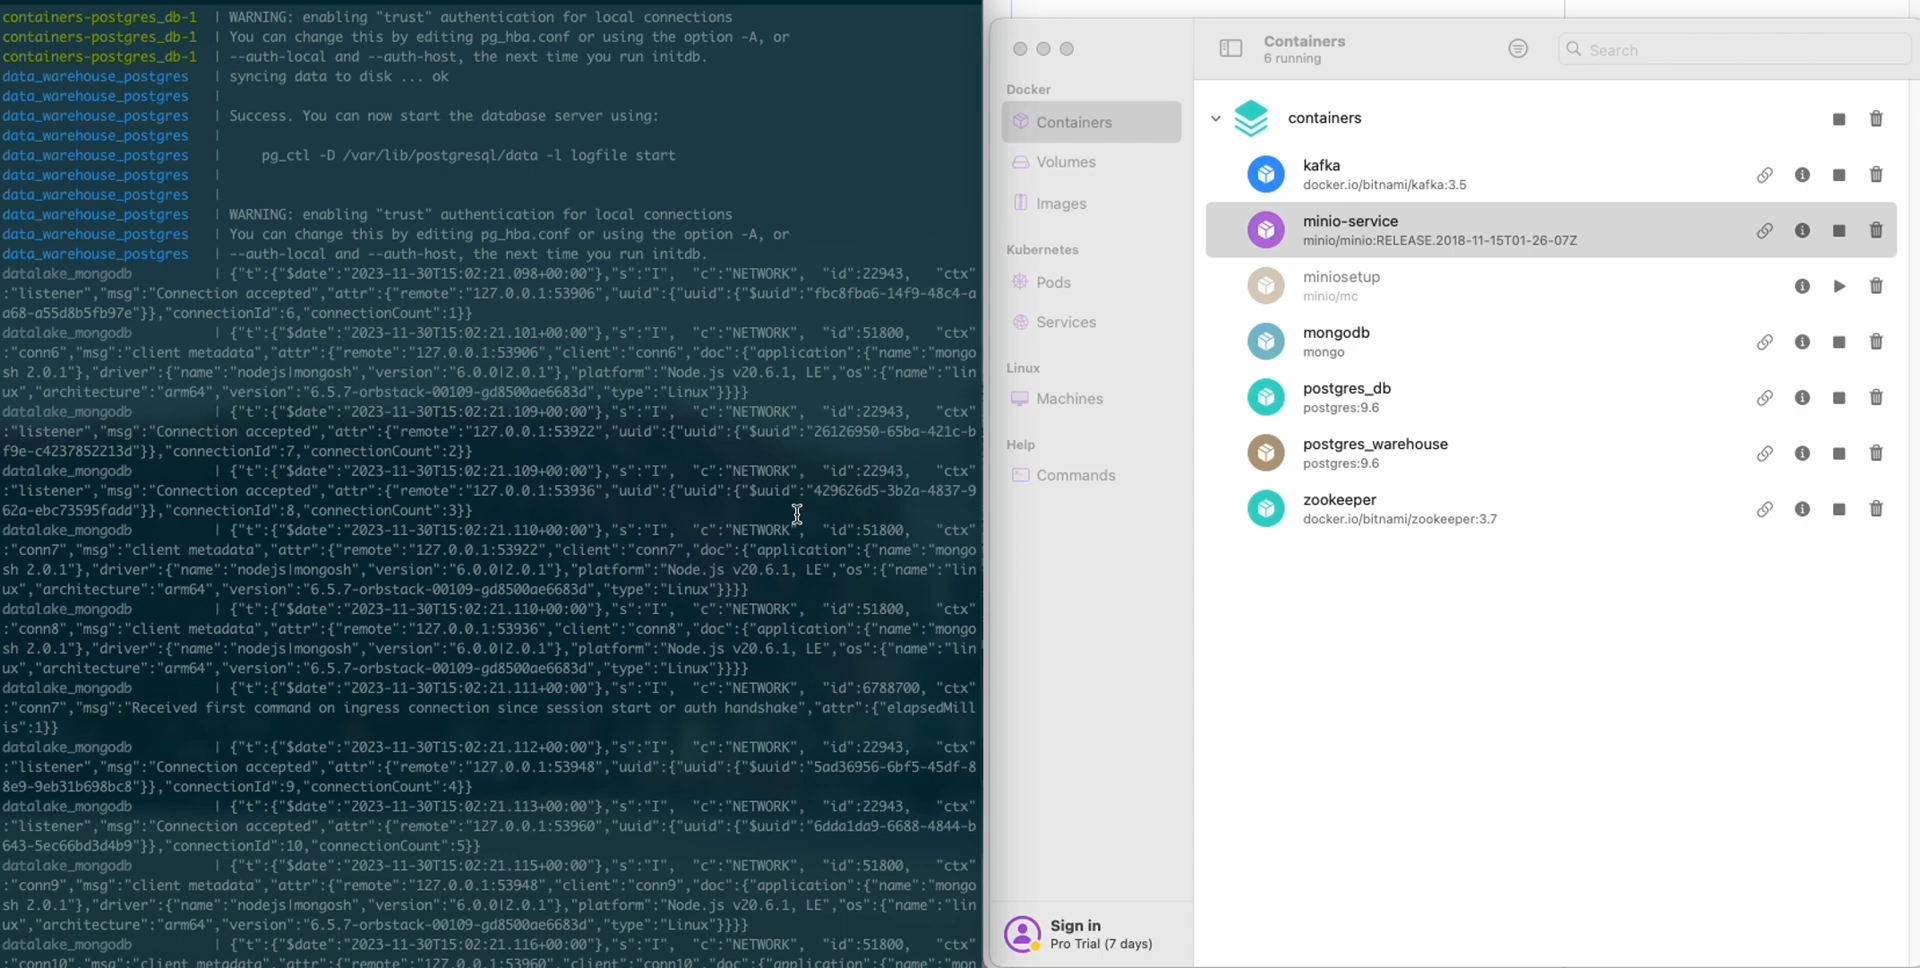 containers-postgres_db-1  | WARNING: enabling "trust" authentication for local connections
containers-postgres_db-1  | You can change this by editing pg_hba.conf or using the option -A, or
containers-postgres_db-1  | --auth-local and --auth-host, the next time you run initdb.
data_warehouse_postgres   | syncing data to disk ... ok
data_warehouse_postgres   |
data_warehouse_postgres   | Success. You can now start the database server using:
data_warehouse_postgres   |
data_warehouse_postgres   |     pg_ctl -D /var/lib/postgresql/data -l logfile start
data_warehouse_postgres   |
data_warehouse_postgres   |
data_warehouse_postgres   | WARNING: enabling "trust" authentication for local connections
data_warehouse_postgres   | You can change this by editing pg_hba.conf or using the option -A, or
data_warehouse_postgres   | --auth-local and --auth-host, the next time you run initdb.
datalake_mongodb          | {"t":{"$date":"2023-11-30T15:02:21.098+00:00"},"s":"I",  "c":"NETWORK",  "id":22943,   "ctx"
:"listener","msg":"Connection accepted","attr":{"remote":"127.0.0.1:53906","uuid":{"uuid":{"$uuid":"fbc8fba6-14f9-48c4-a
a68-a55d8b5fb97e"}},"connectionId":6,"connectionCount":1}}
datalake_mongodb          | {"t":{"$date":"2023-11-30T15:02:21.101+00:00"},"s":"I",  "c":"NETWORK",  "id":51800,   "ctx"
:"conn6","msg":"client metadata","attr":{"remote":"127.0.0.1:53906","client":"conn6","doc":{"application":{"name":"mongo
sh 2.0.1"},"driver":{"name":"nodejs|mongosh","version":"6.0.0|2.0.1"},"platform":"Node.js v20.6.1, LE","os":{"name":"lin
ux","architecture":"arm64","version":"6.5.7-orbstack-00109-gd8500ae6683d","type":"Linux"}}}}
datalake_mongodb          | {"t":{"$date":"2023-11-30T15:02:21.109+00:00"},"s":"I",  "c":"NETWORK",  "id":22943,   "ctx"
:"listener","msg":"Connection accepted","attr":{"remote":"127.0.0.1:53922","uuid":{"uuid":{"$uuid":"26126950-65ba-421c-b
f9e-c4237852213d"}},"connectionId":7,"connectionCount":2}}
datalake_mongodb          | {"t":{"$date":"2023-11-30T15:02:21.109+00:00"},"s":"I",  "c":"NETWORK",  "id":22943,   "ctx"
:"listener","msg":"Connection accepted","attr":{"remote":"127.0.0.1:53936","uuid":{"uuid":{"$uuid":"429626d5-3b2a-4837-9
62a-ebc73595fadd"}},"connectionId":8,"connectionCount":3}}
datalake_mongodb          | {"t":{"$date":"2023-11-30T15:02:21.110+00:00"},"s":"I",  "c":"NETWORK",  "id":51800,   "ctx"
:"conn7","msg":"client metadata","attr":{"remote":"127.0.0.1:53922","client":"conn7","doc":{"application":{"name":"mongo
sh 2.0.1"},"driver":{"name":"nodejs|mongosh","version":"6.0.0|2.0.1"},"platform":"Node.js v20.6.1, LE","os":{"name":"lin
ux","architecture":"arm64","version":"6.5.7-orbstack-00109-gd8500ae6683d","type":"Linux"}}}}
datalake_mongodb          | {"t":{"$date":"2023-11-30T15:02:21.110+00:00"},"s":"I",  "c":"NETWORK",  "id":51800,   "ctx"
:"conn8","msg":"client metadata","attr":{"remote":"127.0.0.1:53936","client":"conn8","doc":{"application":{"name":"mongo
sh 2.0.1"},"driver":{"name":"nodejs|mongosh","version":"6.0.0|2.0.1"},"platform":"Node.js v20.6.1, LE","os":{"name":"lin
ux","architecture":"arm64","version":"6.5.7-orbstack-00109-gd8500ae6683d","type":"Linux"}}}}
datalake_mongodb          | {"t":{"$date":"2023-11-30T15:02:21.111+00:00"},"s":"I",  "c":"NETWORK",  "id":6788700, "ctx"
:"conn7","msg":"Received first command on ingress connection since session start or auth handshake","attr":{"elapsedMill
is":1}}
datalake_mongodb          | {"t":{"$date":"2023-11-30T15:02:21.112+00:00"},"s":"I",  "c":"NETWORK",  "id":22943,   "ctx"
:"listener","msg":"Connection accepted","attr":{"remote":"127.0.0.1:53948","uuid":{"uuid":{"$uuid":"5ad36956-6bf5-45df-8
8e9-9eb31b698bc8"}},"connectionId":9,"connectionCount":4}}
datalake_mongodb          | {"t":{"$date":"2023-11-30T15:02:21.113+00:00"},"s":"I",  "c":"NETWORK",  "id":22943,   "ctx"
:"listener","msg":"Connection accepted","attr":{"remote":"127.0.0.1:53960","uuid":{"uuid":{"$uuid":"6dda1da9-6688-4844-b
643-5ec66bd3d4b9"}},"connectionId":10,"connectionCount":5}}
datalake_mongodb          | {"t":{"$date":"2023-11-30T15:02:21.115+00:00"},"s":"I",  "c":"NETWORK",  "id":51800,   "ctx"
:"conn9","msg":"client metadata","attr":{"remote":"127.0.0.1:53948","client":"conn9","doc":{"application":{"name":"mongo
sh 2.0.1"},"driver":{"name":"nodejs|mongosh","version":"6.0.0|2.0.1"},"platform":"Node.js v20.6.1, LE","os":{"name":"lin
ux","architecture":"arm64","version":"6.5.7-orbstack-00109-gd8500ae6683d","type":"Linux"}}}}
datalake_mongodb          | {"t":{"$date":"2023-11-30T15:02:21.116+00:00"},"s":"I",  "c":"NETWORK",  "id":51800,   "ctx"
:"conn10","msg":"client metadata","attr":{"remote":"127.0.0.1:53960","client":"conn10","doc":{"application":{"name":"mon
Docker
Containers
Volumes
Images
Kubernetes
Pods
Services
Linux
Machines
Help
Commands
Sign in
Pro Trial (7 days)
Containers
6 running
Search
containers
kafka
docker.io/bitnami/kafka:3.5
minio-service
minio/minio:RELEASE.2018-11-15T01-26-07Z
miniosetup
minio/mc
mongodb
mongo
postgres_db
postgres:9.6
postgres_warehouse
postgres:9.6
zookeeper
docker.io/bitnami/zookeeper:3.7